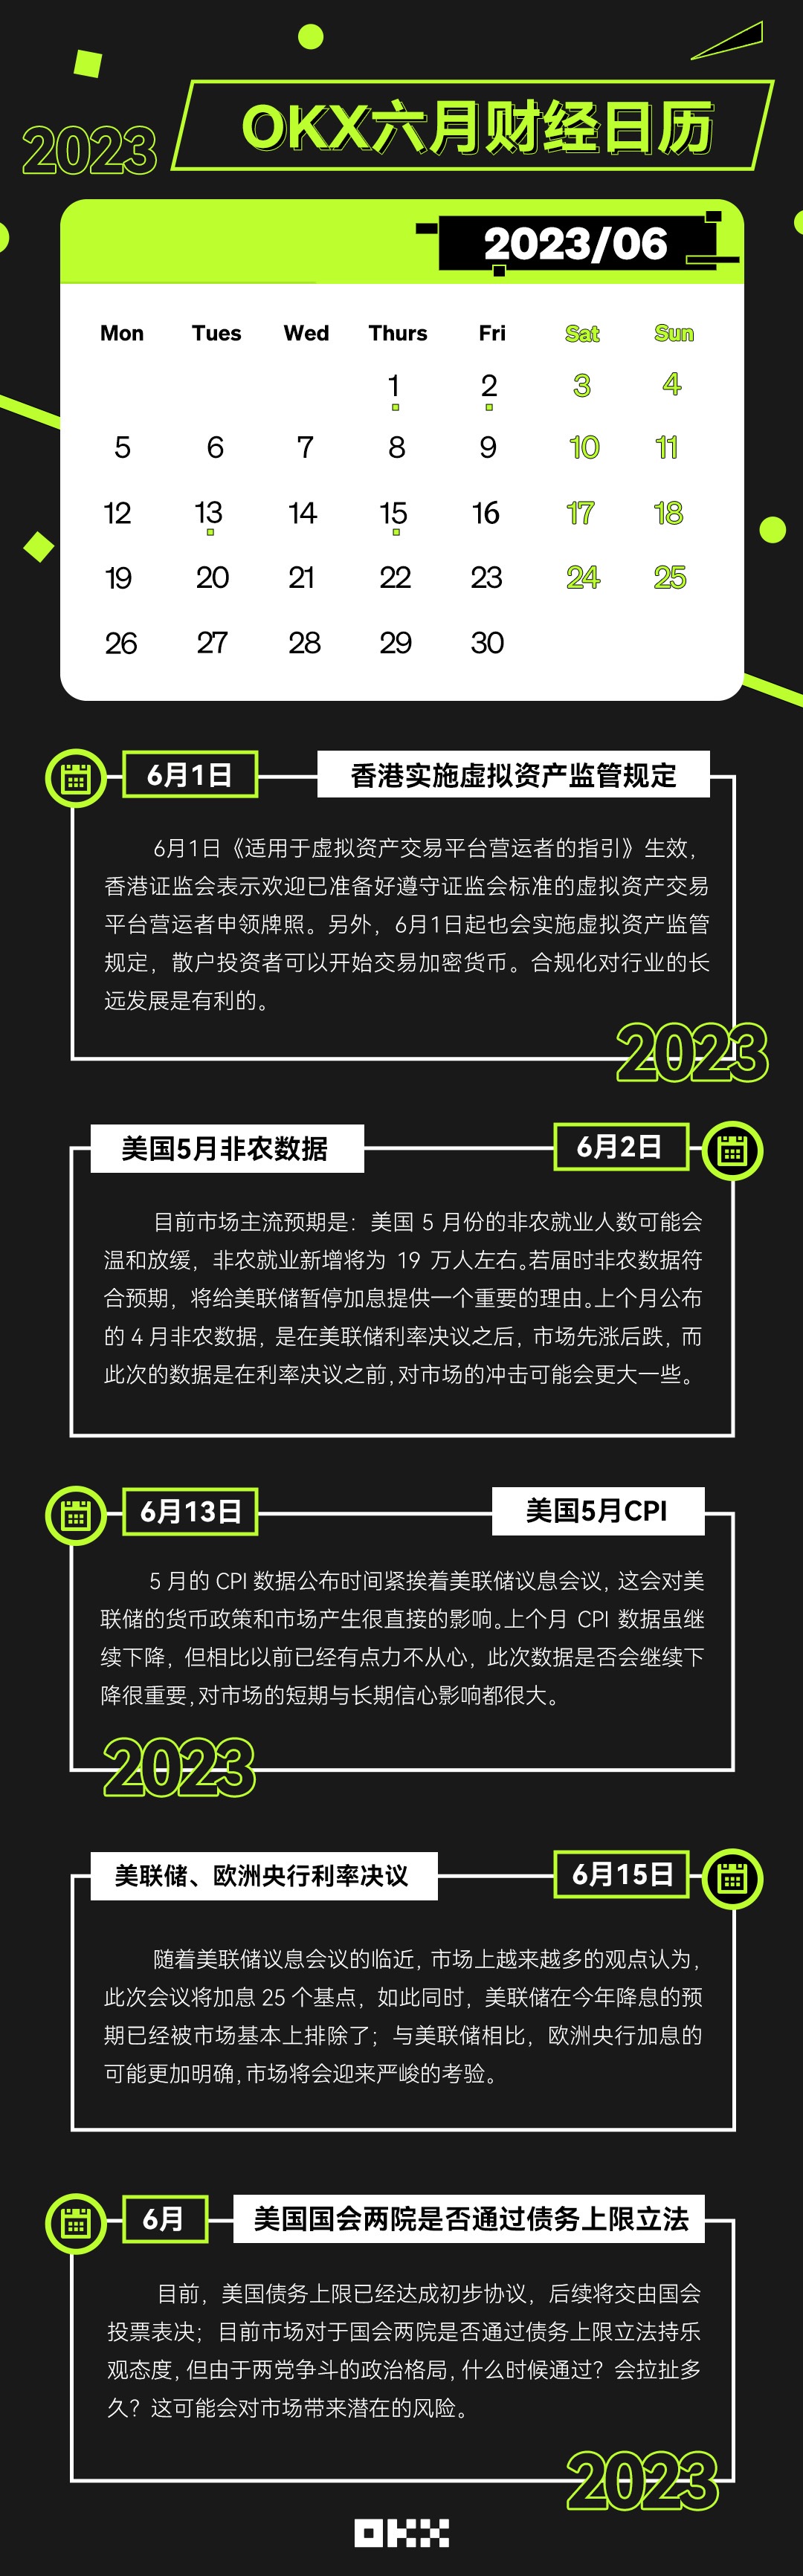 2023
OKX六月财经日历
2023/06
Mon Tues Wed Thurs Fri Sat Sun
1 2 3 4
5 6 7 8 9 10 11
12 13 14 15 16 17 18
19 20 21 22 23 24 25
26 27 28 29 30
6月1日 香港实施虚拟资产监管规定
6月1日《适用于虚拟资产交易平台营运者的指引》生效，
香港证监会表示欢迎已准备好遵守证监会标准的虚拟资产交易
平台营运者申领牌照。另外，6月1日起也会实施虚拟资产监管
规定，散户投资者可以开始交易加密货币。合规化对行业的长
远发展是有利的。
2023
美国5月非农数据 6月2日
目前市场主流预期是：美国 5 月份的非农就业人数可能会
温和放缓，非农就业新增将为 19 万人左右。若届时非农数据符
合预期，将给美联储暂停加息提供一个重要的理由。上个月公布
的 4 月非农数据，是在美联储利率决议之后，市场先涨后跌，而
此次的数据是在利率决议之前，对市场的冲击可能会更大一些。
6月13日 美国5月CPI
5 月的 CPI 数据公布时间紧挨着美联储议息会议，这会对美
联储的货币政策和市场产生很直接的影响。上个月 CPI 数据虽继
续下降，但相比以前已经有点力不从心，此次数据是否会继续下
降很重要，对市场的短期与长期信心影响都很大。
2023
美联储、欧洲央行利率决议 6月15日
随着美联储议息会议的临近，市场上越来越多的观点认为，
此次会议将加息 25 个基点，如此同时，美联储在今年降息的预
期已经被市场基本上排除了；与美联储相比，欧洲央行加息的
可能更加明确，市场将会迎来严峻的考验。
6月 美国国会两院是否通过债务上限立法
目前，美国债务上限已经达成初步协议，后续将交由国会
投票表决；目前市场对于国会两院是否通过债务上限立法持乐
观态度，但由于两党争斗的政治格局，什么时候通过？会拉扯多
久？这可能会对市场带来潜在的风险。
2023
OKX